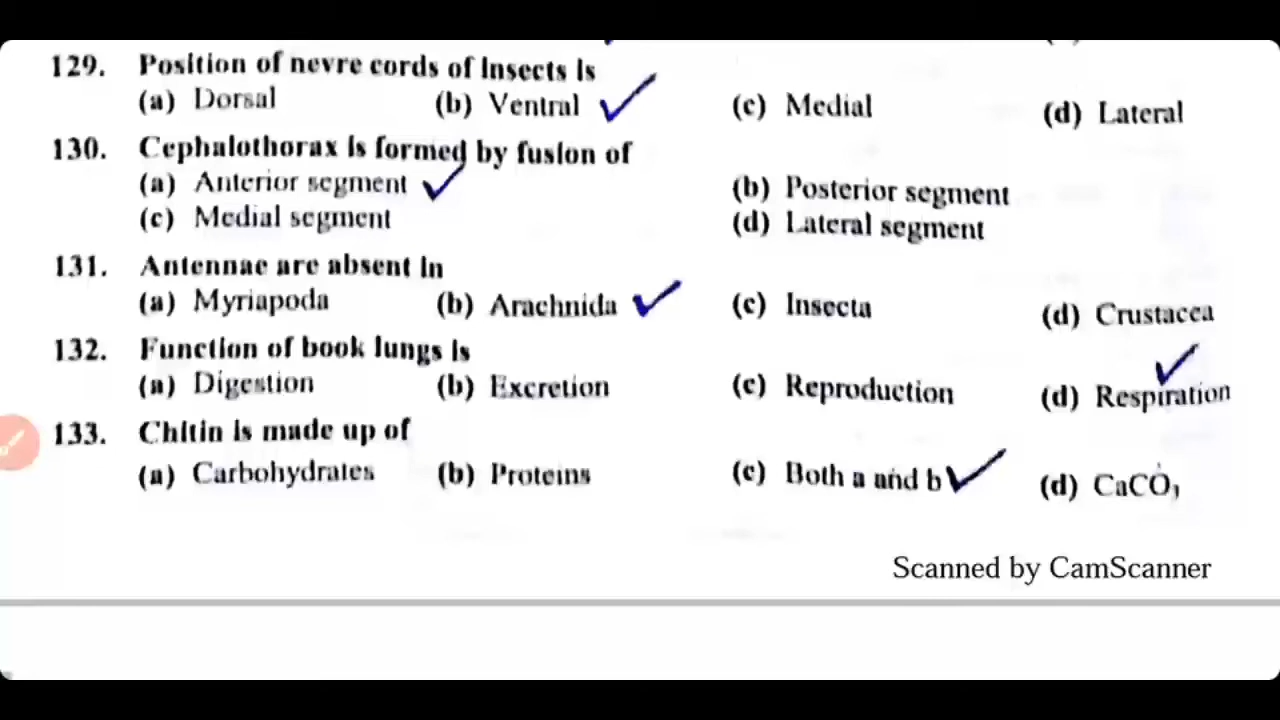 129. Position of nevre cords of Insects is
(a) Dorsal (b) Ventral (c) Medial (d) Lateral
130. Cephalothorax is formed by fusion of
(a) Anterior segment (b) Posterior segment
(c) Medial segment (d) Lateral segment
131. Antennae are absent in
(a) Myriapoda (b) Arachnida (c) Insecta (d) Crustacea
132. Function of book lungs is
(a) Digestion (b) Excretion (c) Reproduction (d) Respiration
133. Chitin is made up of
(a) Carbohydrates (b) Proteins (c) Both a and b (d) CaCO₃
Scanned by CamScanner